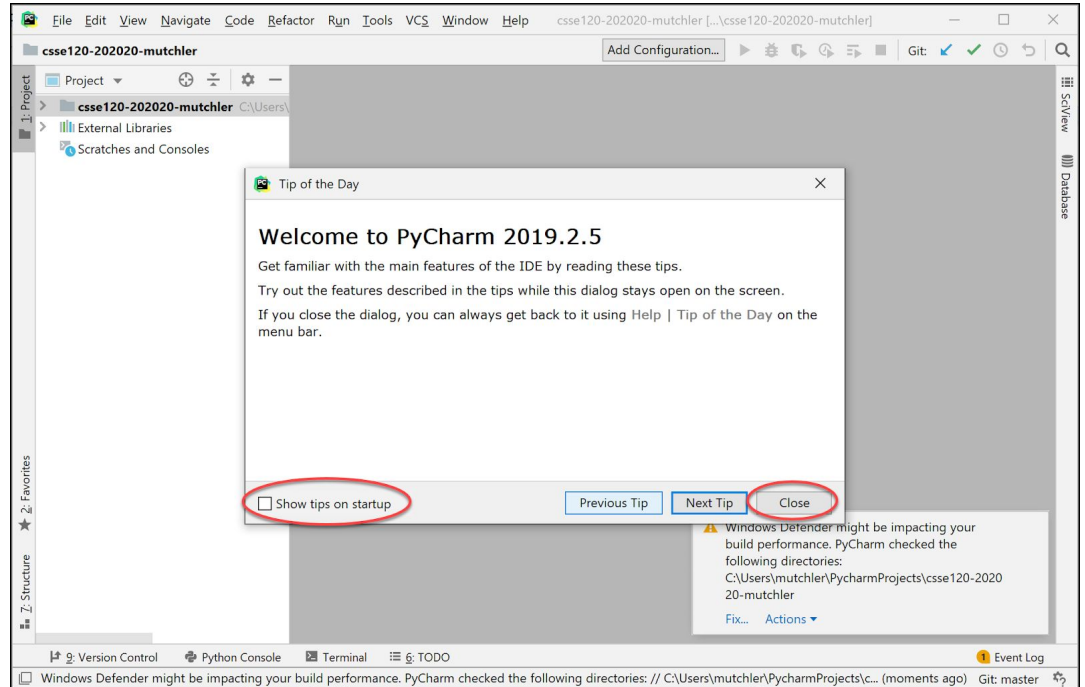 File Edit View Navigate Code Refactor Run Tools VCS Window Help csse120-202020-mutchler [...\csse120-202020-mutchler]
csse120-202020-mutchler Add Configuration... Git:
1: Project
Project
csse120-202020-mutchler C:\Users\
External Libraries
Scratches and Consoles
SciView
Database
PC Tip of the Day
Welcome to PyCharm 2019.2.5
Get familiar with the main features of the IDE by reading these tips.
Try out the features described in the tips while this dialog stays open on the screen.
If you close the dialog, you can always get back to it using Help | Tip of the Day on the
menu bar.
Show tips on startup Previous Tip Next Tip Close
2: Favorites
Z: Structure
Windows Defender might be impacting your
build performance. PyCharm checked the
following directories:
C:\Users\mutchler\PycharmProjects\csse120-2020
20-mutchler
Fix... Actions
9: Version Control Python Console Terminal 6: TODO 1 Event Log
Windows Defender might be impacting your build performance. PyCharm checked the following directories: // C:\Users\mutchler\PycharmProjects\c... (moments ago) Git: master